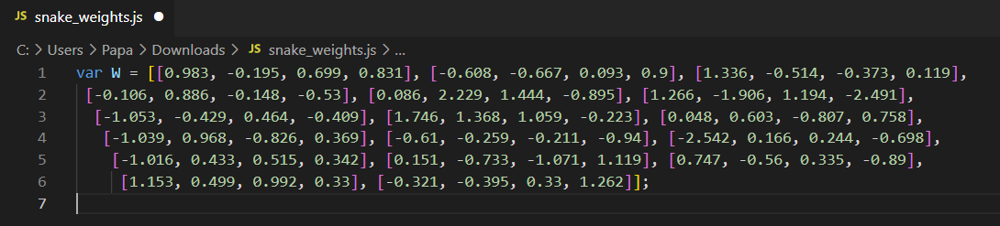 JS snake_weights.js
C: > Users > Papa > Downloads > JS snake_weights.js > ...
1 var W = [[0.983, -0.195, 0.699, 0.831], [-0.608, -0.667, 0.093, 0.9], [1.336, -0.514, -0.373, 0.119],
2 [-0.106, 0.886, -0.148, -0.53], [0.086, 2.229, 1.444, -0.895], [1.266, -1.906, 1.194, -2.491],
3 [-1.053, -0.429, 0.464, -0.409], [1.746, 1.368, 1.059, -0.223], [0.048, 0.603, -0.807, 0.758],
4 [-1.039, 0.968, -0.826, 0.369], [-0.61, -0.259, -0.211, -0.94], [-2.542, 0.166, 0.244, -0.698],
5 [-1.016, 0.433, 0.515, 0.342], [0.151, -0.733, -1.071, 1.119], [0.747, -0.56, 0.335, -0.89],
6 [1.153, 0.499, 0.992, 0.33], [-0.321, -0.395, 0.33, 1.262]];
7